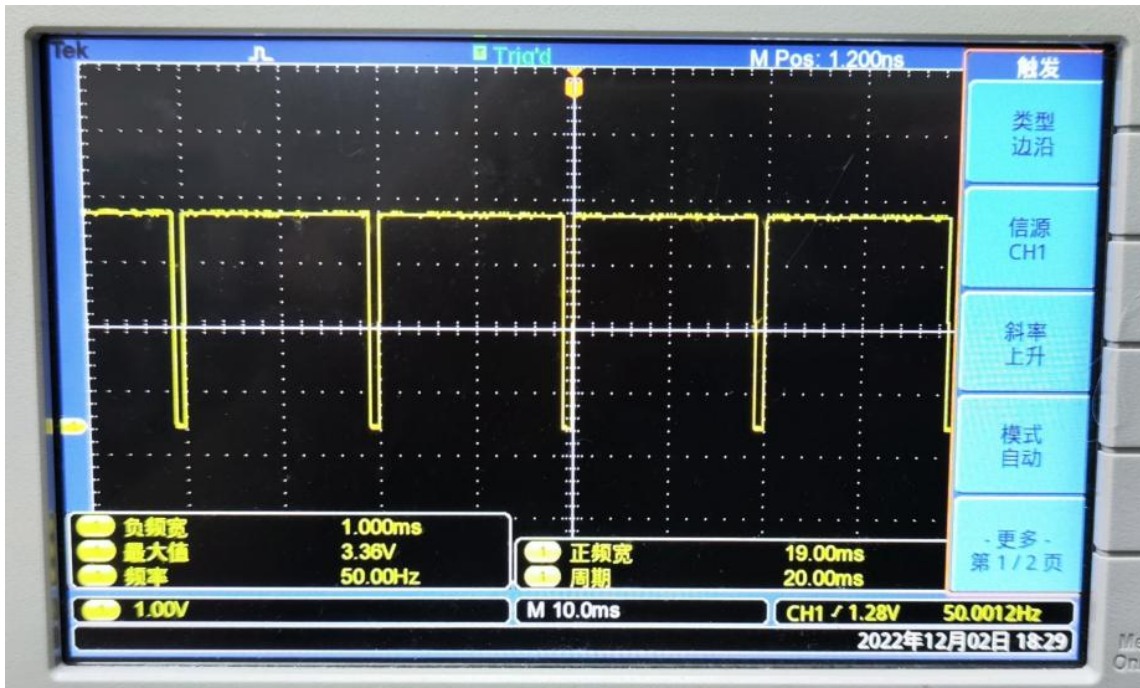 Tek
Trig'd
M Pos: 1.200ns
触发
类型
边沿
信源
CH1
斜率
上升
模式
自动
-更多-
第1/2页
负频宽 1.000ms
最大值 3.36V
频率 50.00Hz
正频宽 19.00ms
周期 20.00ms
1.00V
M 10.0ms
CH1 1.28V 50.0012Hz
2022年12月02日 18:29